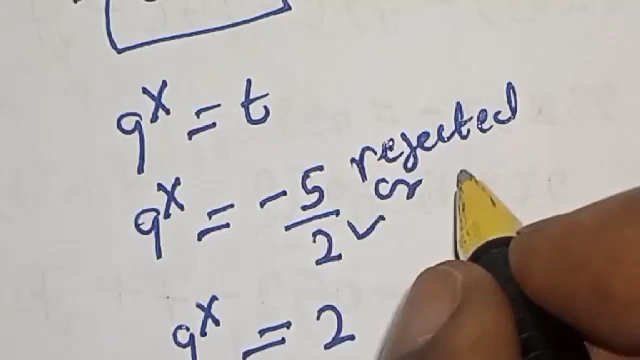 9^x = t
9^x = -5/2 rejected
9^x = 2